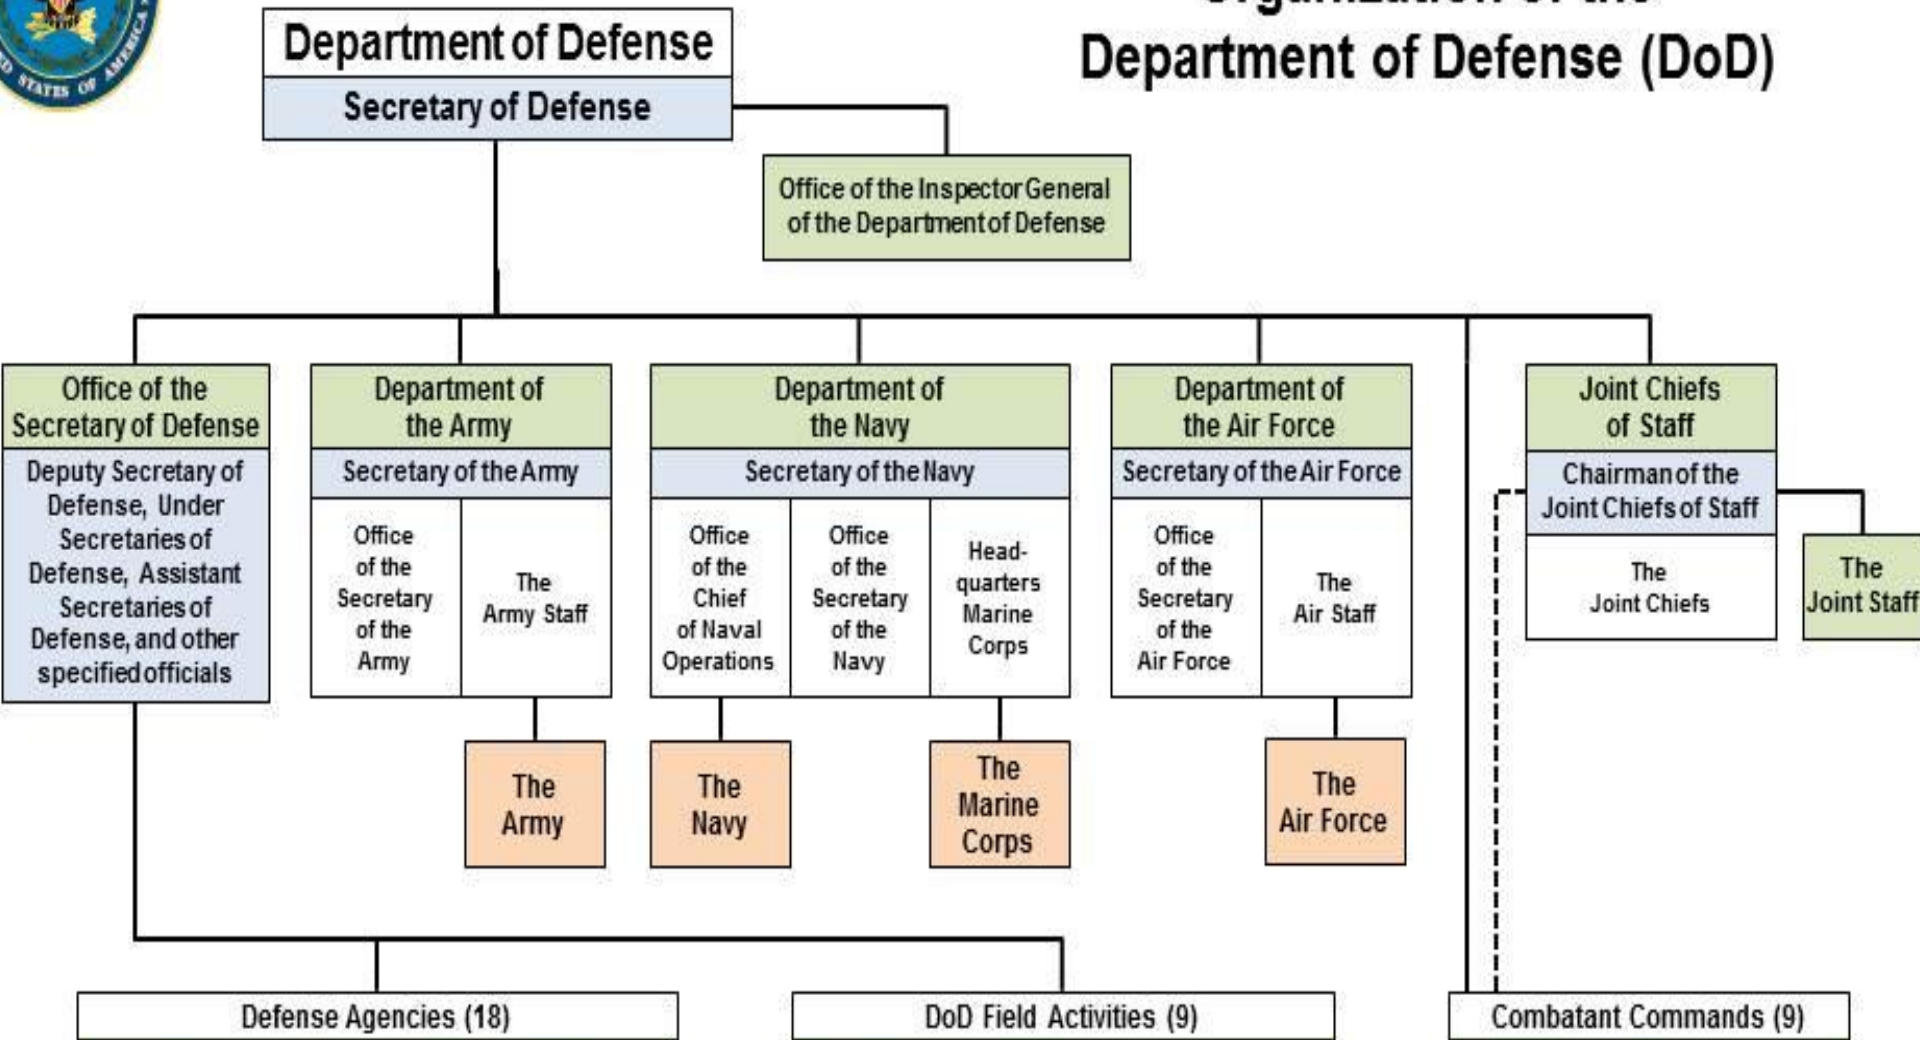 Organization of the
Department of Defense (DoD)
STATES OF AMERICA
Department of Defense
Secretary of Defense
Office of the Inspector General
of the Department of Defense
Office of the
Secretary of Defense
Deputy Secretary of
Defense, Under
Secretaries of
Defense, Assistant
Secretaries of
Defense, and other
specified officials
Department of
the Army
Secretary of the Army
Office
of the
Secretary
of the
Army
The
Army Staff
The
Army
Department of
the Navy
Secretary of the Navy
Office
of the
Chief
of Naval
Operations
Office
of the
Secretary
of the
Navy
Head-
quarters
Marine
Corps
The
Navy
The
Marine
Corps
Department of
the Air Force
Secretary of the Air Force
Office
of the
Secretary
of the
Air Force
The
Air Staff
The
Air Force
Joint Chiefs
of Staff
Chairman of the
Joint Chiefs of Staff
The
Joint Chiefs
The
Joint Staff
Defense Agencies (18)
DoD Field Activities (9)
Combatant Commands (9)